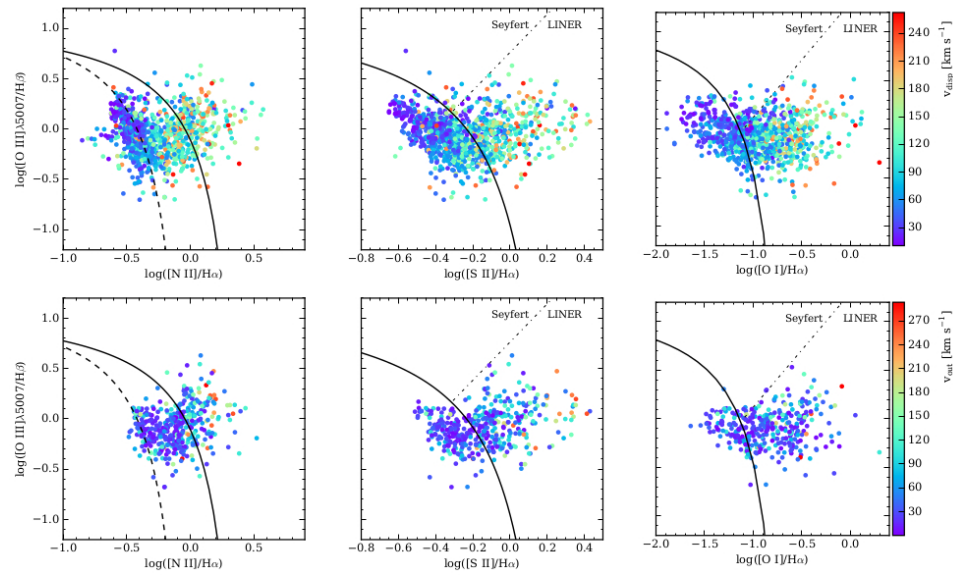 1.0
0.5
0.0
−0.5
−1.0
log([O III]λ5007/Hβ)
−1.0 −0.5 0.0 0.5
log([N II]/Hα)
Seyfert LINER
−0.8 −0.6 −0.4 −0.2 0.0 0.2 0.4
log([S II]/Hα)
Seyfert LINER
−2.0 −1.5 −1.0 −0.5 0.0
log([O I]/Hα)
240
210
180
150
120
90
60
30
v_disp [km s⁻¹]
1.0
0.5
0.0
−0.5
−1.0
log([O III]λ5007/Hβ)
−1.0 −0.5 0.0 0.5
log([N II]/Hα)
Seyfert LINER
−0.8 −0.6 −0.4 −0.2 0.0 0.2 0.4
log([S II]/Hα)
Seyfert LINER
−2.0 −1.5 −1.0 −0.5 0.0
log([O I]/Hα)
270
240
210
180
150
120
90
60
30
v_out [km s⁻¹]